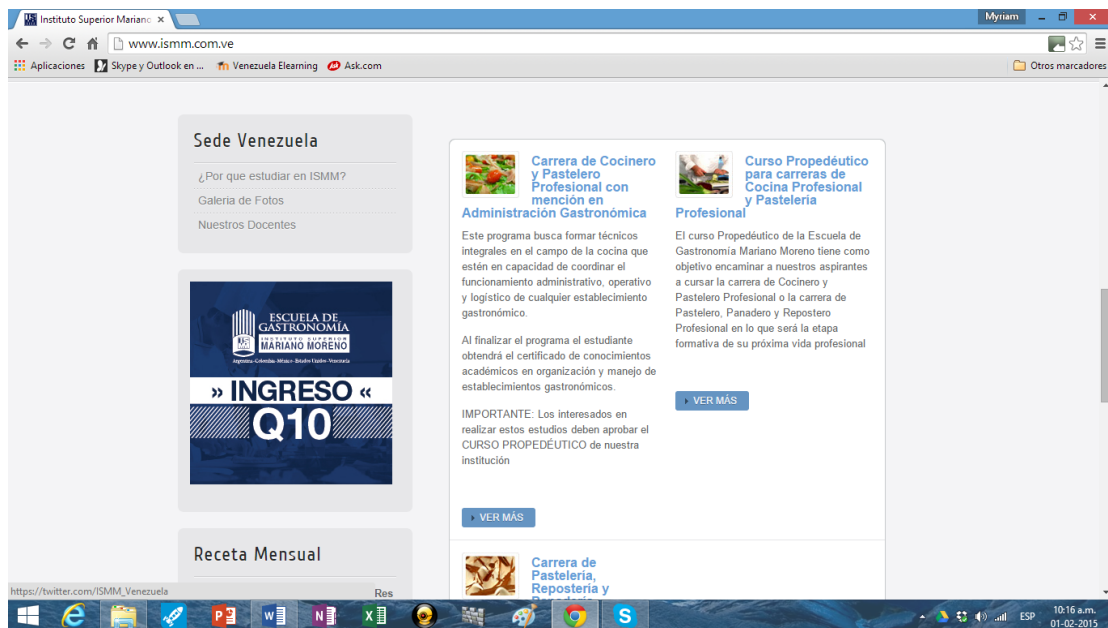 Instituto Superior Mariano
Myriam
www.ismm.com.ve
Aplicaciones
Skype y Outlook en ...
Venezuela Elearning
Ask.com
Otros marcadores
Sede Venezuela
¿Por que estudiar en ISMM?
Galeria de Fotos
Nuestros Docentes
ESCUELA DE
GASTRONOMÍA
INSTITUTO SUPERIOR
MARIANO MORENO
Argentina-Colombia-México-Estados Unidos-Venezuela
» INGRESO «
Q10
Receta Mensual
Res
Carrera de Cocinero
y Pastelero
Profesional con
mención en
Administración Gastronómica
Este programa busca formar técnicos
integrales en el campo de la cocina que
estén en capacidad de coordinar el
funcionamiento administrativo, operativo
y logístico de cualquier establecimiento
gastronómico.
Al finalizar el programa el estudiante
obtendrá el certificado de conocimientos
académicos en organización y manejo de
establecimientos gastronómicos.
IMPORTANTE: Los interesados en
realizar estos estudios deben aprobar el
CURSO PROPEDÉUTICO de nuestra
institución
VER MÁS
Curso Propedéutico
para carreras de
Cocina Profesional
y Pastelería
Profesional
El curso Propedéutico de la Escuela de
Gastronomía Mariano Moreno tiene como
objetivo encaminar a nuestros aspirantes
a cursar la carrera de Cocinero y
Pastelero Profesional o la carrera de
Pastelero, Panadero y Repostero
Profesional en lo que será la etapa
formativa de su próxima vida profesional
VER MÁS
Carrera de
Pastelería,
Repostería y
Panadería
https://twitter.com/ISMM_Venezuela
ESP
10:16 a.m.
01-02-2015